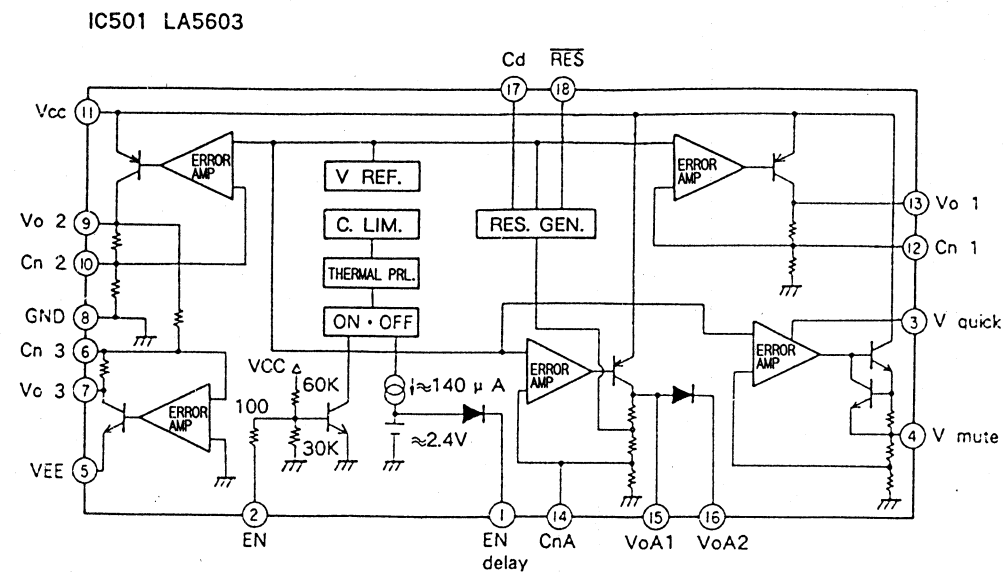 IC501 LA5603
Cd RES
17 18
Vcc 11
ERROR AMP
V REF.
ERROR AMP
Vo 2 9
C. LIM.
RES. GEN.
13 Vo 1
Cn 2 10
THERMAL PRL.
12 Cn 1
GND 8
ON · OFF
3 V quick
Cn 3 6
VCC
60K
i≈140 μ A
ERROR AMP
ERROR AMP
Vo 3 7
ERROR AMP
100
30K
≈2.4V
4 V mute
VEE 5
2 1 14 15 16
EN EN delay CnA VoA1 VoA2